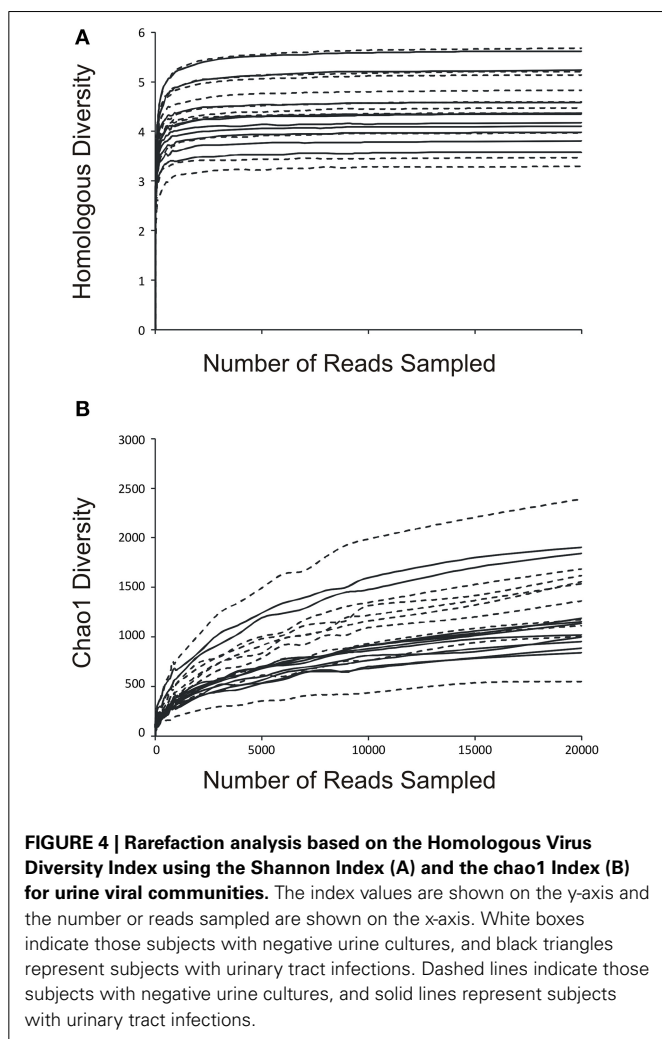 A
6
5
4
3
2
1
0
Homologous Diversity
Number of Reads Sampled
B
3000
2500
2000
1500
1000
500
0
Chao1 Diversity
0 5000 10000 15000 20000
Number of Reads Sampled
FIGURE 4 | Rarefaction analysis based on the Homologous Virus
Diversity Index using the Shannon Index (A) and the chao1 Index (B)
for urine viral communities. The index values are shown on the y-axis and
the number or reads sampled are shown on the x-axis. White boxes
indicate those subjects with negative urine cultures, and black triangles
represent subjects with urinary tract infections. Dashed lines indicate those
subjects with negative urine cultures, and solid lines represent subjects
with urinary tract infections.